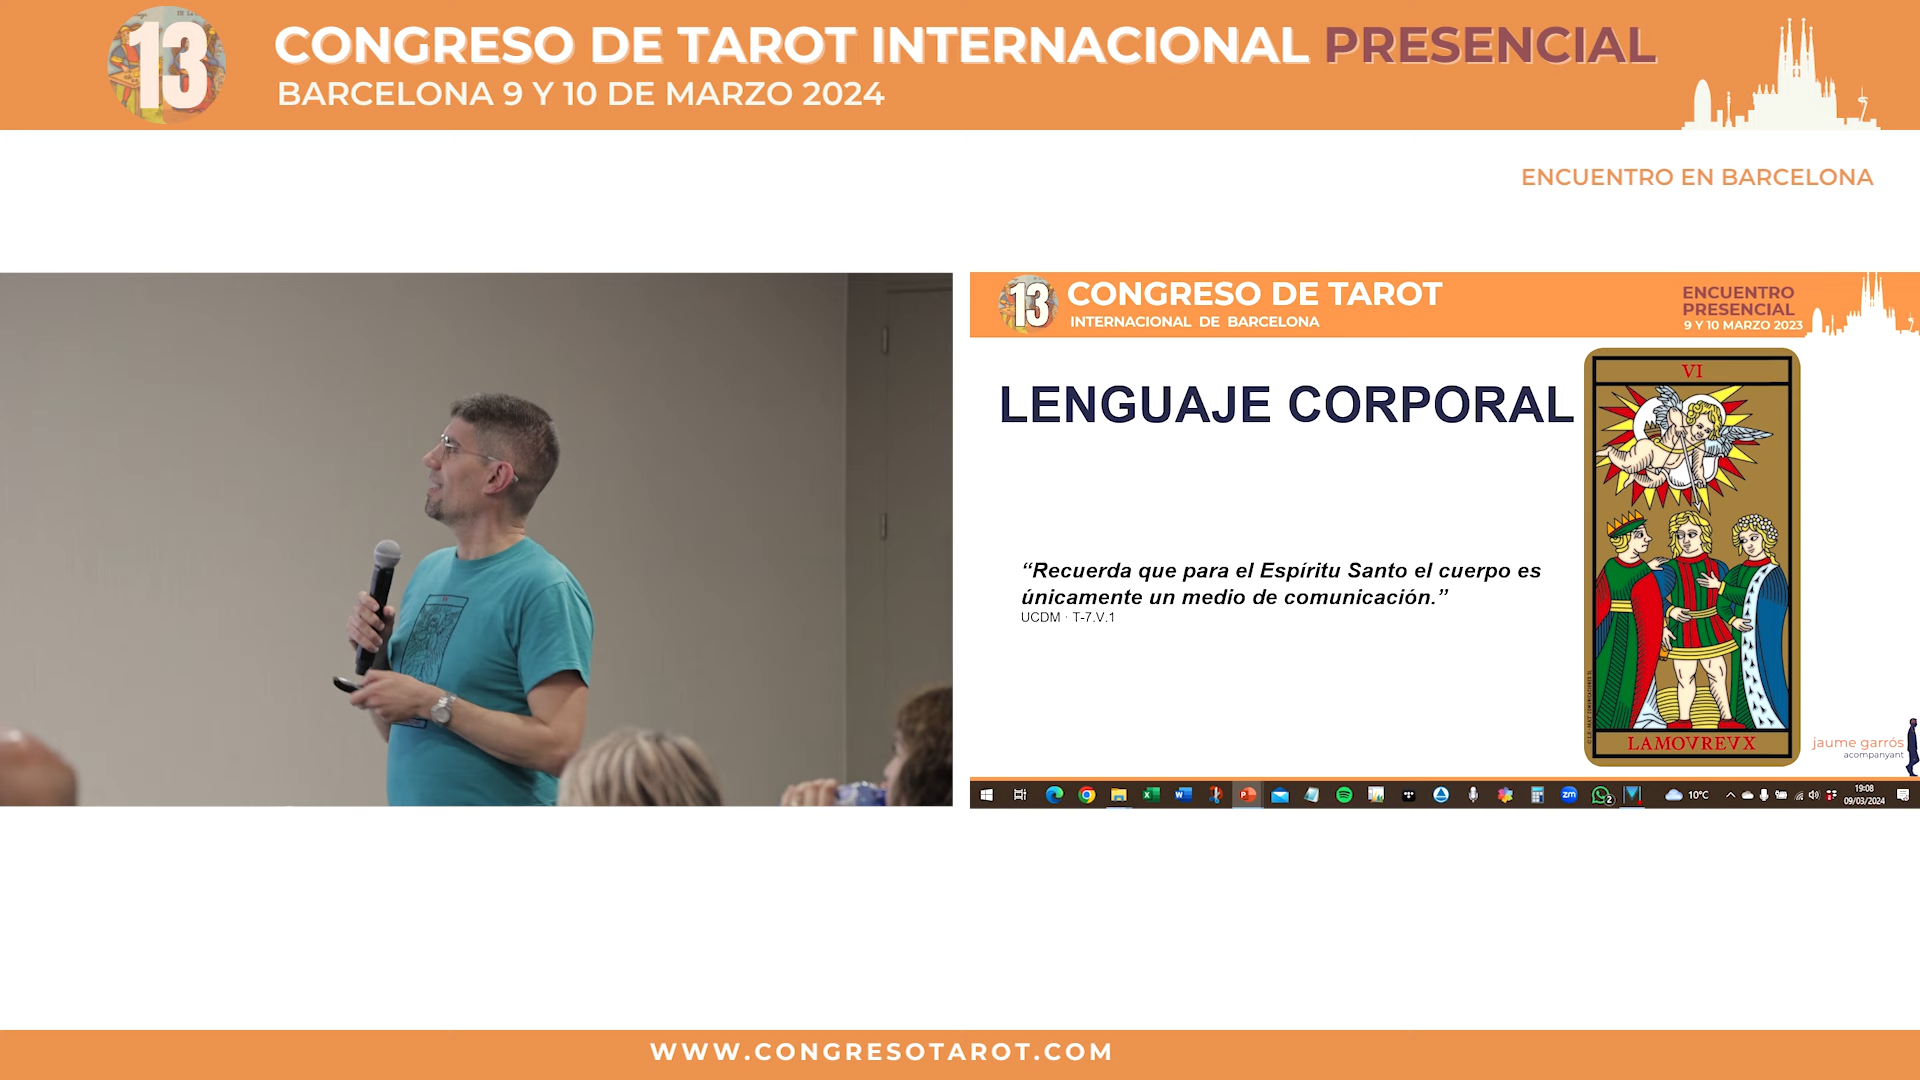 13
CONGRESO DE TAROT INTERNACIONAL PRESENCIAL
BARCELONA 9 Y 10 DE MARZO 2024
ENCUENTRO EN BARCELONA
13
CONGRESO DE TAROT
INTERNACIONAL DE BARCELONA
ENCUENTRO
PRESENCIAL
9 Y 10 MARZO 2023
LENGUAJE CORPORAL
“Recuerda que para el Espíritu Santo el cuerpo es
únicamente un medio de comunicación.”
UCDM · T-7.V.1
VI
LAMOVREVX
jaume garrós
acompanyant
zm
2
10°C
19:08
09/03/2024
WWW.CONGRESOTAROT.COM